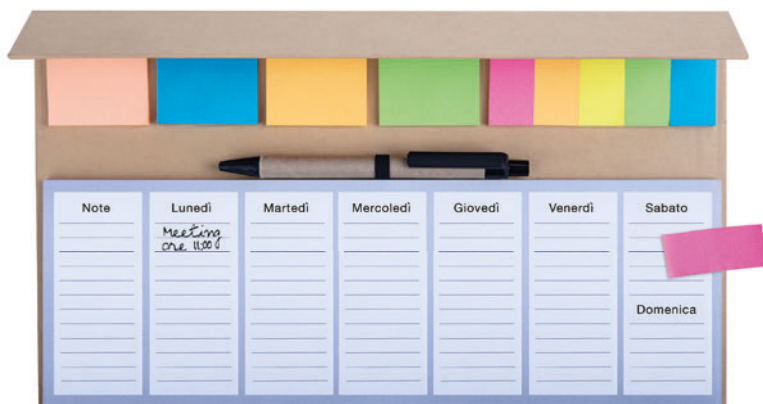 Note
Lunedì
Martedì
Mercoledì
Giovedì
Venerdì
Sabato
Meeting
ore 11:00
Domenica